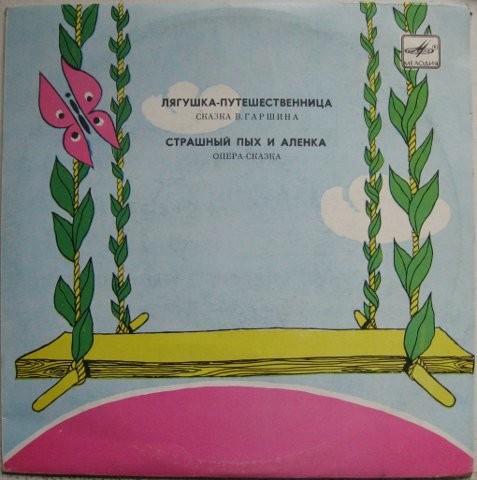 МЕЛОДИЯ
ЛЯГУШКА-ПУТЕШЕСТВЕННИЦА
СКАЗКА В. ГАРШИНА
СТРАШНЫЙ ПЫХ И АЛЕНКА
ОПЕРА-СКАЗКА